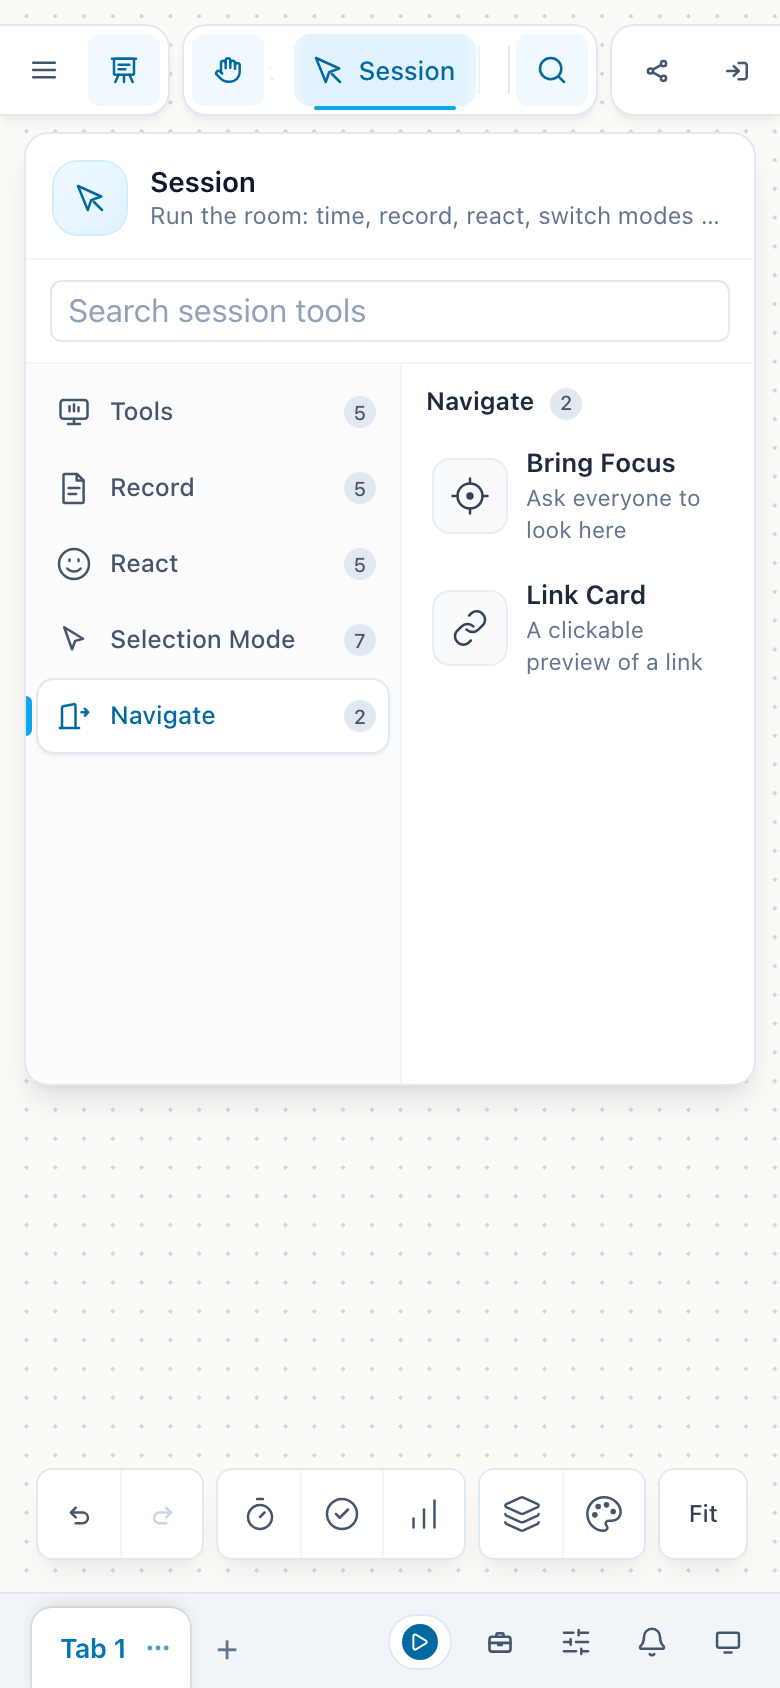 Session
Session
Run the room: time, record, react, switch modes ...
Search session tools
Tools 5
Record 5
React 5
Selection Mode 7
Navigate 2
Navigate 2
Bring Focus
Ask everyone to
look here
Link Card
A clickable
preview of a link
Fit
Tab 1